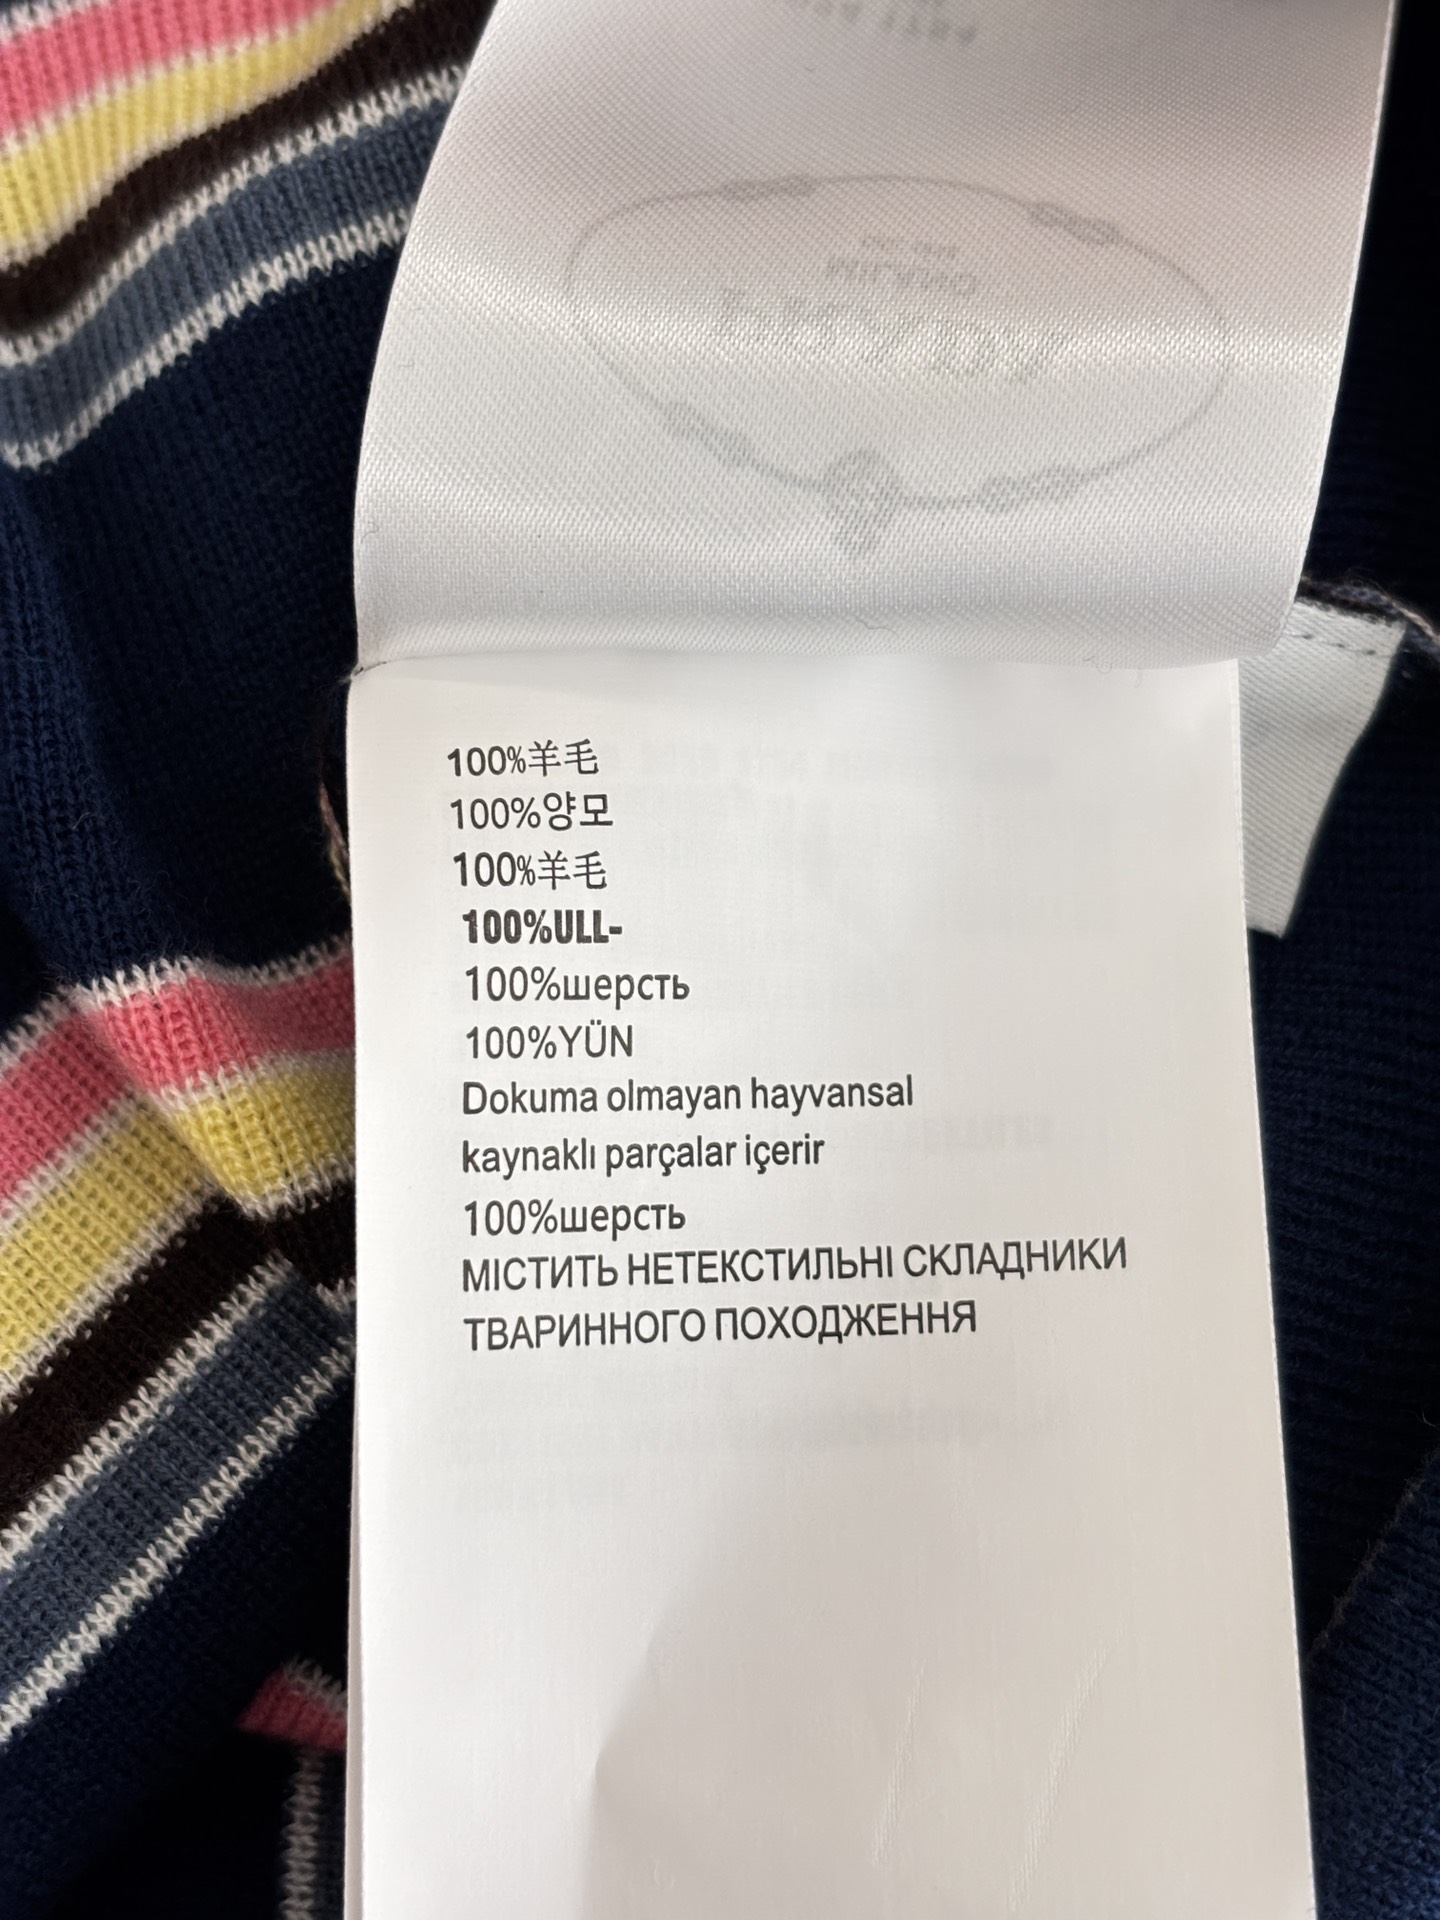 100%羊毛
100%양모
100%羊毛
100%ULL-
100%шерсть
100%YÜN
Dokuma olmayan hayvansal
kaynaklı parçalar içerir
100%шерсть
МІСТИТЬ НЕТЕКСТИЛЬНІ СКЛАДНИКИ
ТВАРИННОГО ПОХОДЖЕННЯ